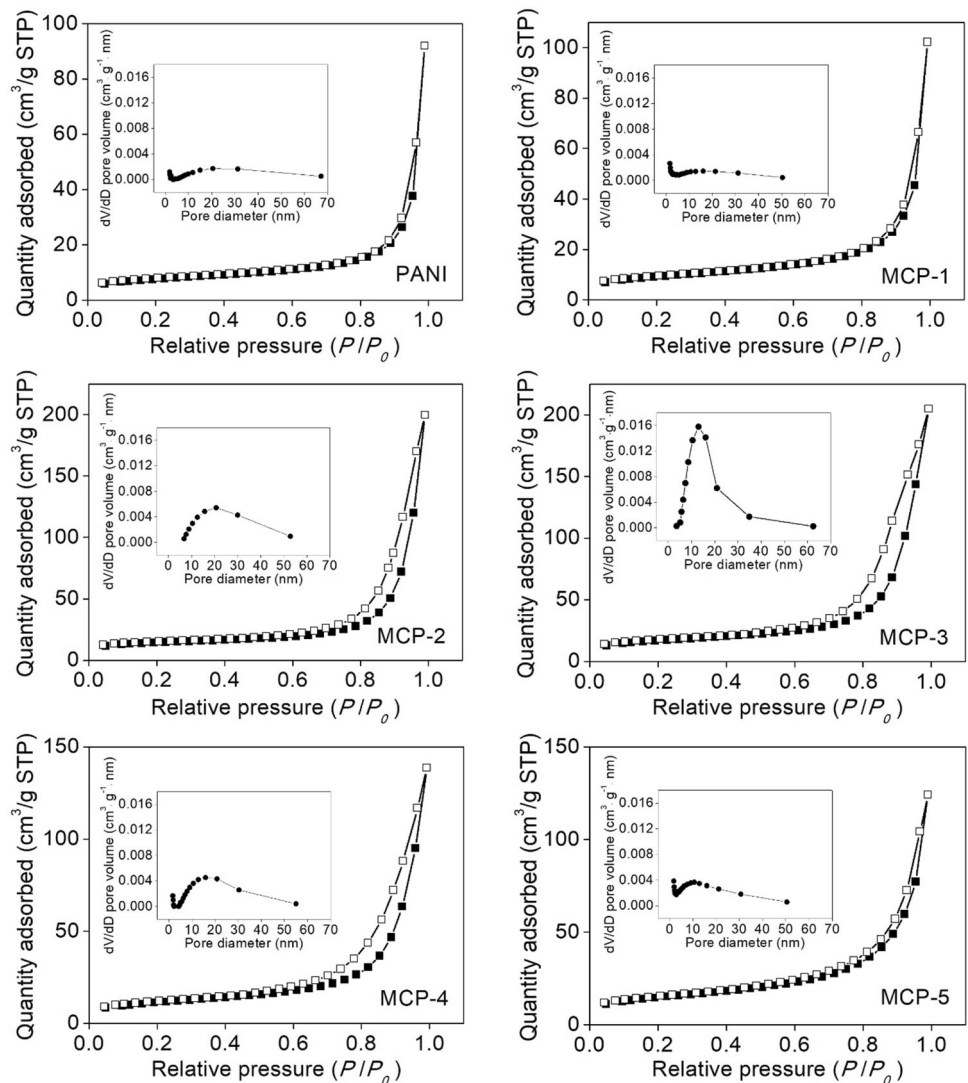 Quantity adsorbed (cm³/g STP)
100
80
60
40
20
0
dV/dD pore volume (cm³ g⁻¹· nm)
0.016
0.012
0.008
0.004
0.000
0 10 20 30 40 50 60 70
Pore diameter (nm)
PANI
0.0 0.2 0.4 0.6 0.8 1.0
Relative pressure (P/P₀)
Quantity adsorbed (cm³/g STP)
100
80
60
40
20
0
dV/dD pore volume (cm³ g⁻¹· nm)
0.016
0.012
0.008
0.004
0.000
0 10 20 30 40 50 60 70
Pore diameter (nm)
MCP-1
0.0 0.2 0.4 0.6 0.8 1.0
Relative pressure (P/P₀)
Quantity adsorbed (cm³/g STP)
200
150
100
50
0
dV/dD pore volume (cm³ g⁻¹· nm)
0.016
0.012
0.008
0.004
0.000
0 10 20 30 40 50 60 70
Pore diameter (nm)
MCP-2
0.0 0.2 0.4 0.6 0.8 1.0
Relative pressure (P/P₀)
Quantity adsorbed (cm³/g STP)
200
150
100
50
0
dV/dD pore volume (cm³ g⁻¹· nm)
0.016
0.012
0.008
0.004
0.000
0 10 20 30 40 50 60 70
Pore diameter (nm)
MCP-3
0.0 0.2 0.4 0.6 0.8 1.0
Relative pressure (P/P₀)
Quantity adsorbed (cm³/g STP)
150
100
50
0
dV/dD pore volume (cm³ g⁻¹· nm)
0.016
0.012
0.008
0.004
0.000
0 10 20 30 40 50 60 70
Pore diameter (nm)
MCP-4
0.0 0.2 0.4 0.6 0.8 1.0
Relative pressure (P/P₀)
Quantity adsorbed (cm³/g STP)
150
100
50
0
dV/dD pore volume (cm³ g⁻¹· nm)
0.016
0.012
0.008
0.004
0.000
0 10 20 30 40 50 60 70
Pore diameter (nm)
MCP-5
0.0 0.2 0.4 0.6 0.8 1.0
Relative pressure (P/P₀)